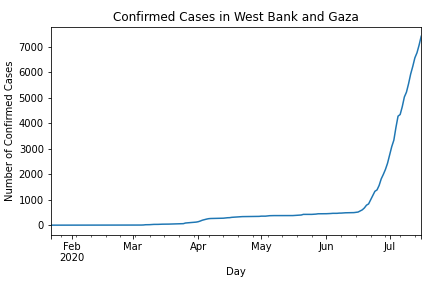 Confirmed Cases in West Bank and Gaza
Number of Confirmed Cases
7000
6000
5000
4000
3000
2000
1000
0
Feb Mar Apr May Jun Jul
2020
Day